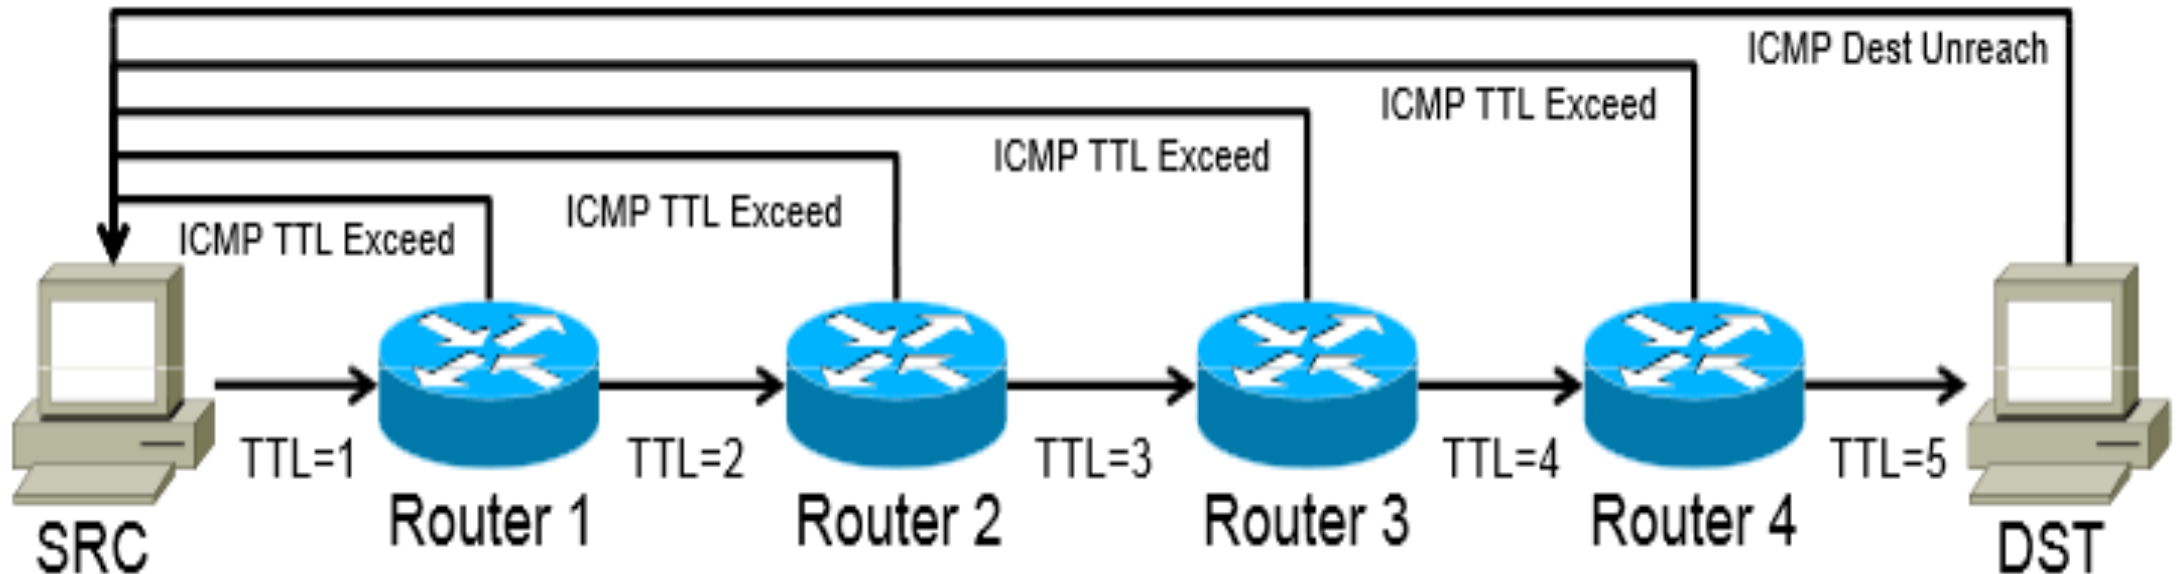 ICMP Dest Unreach
ICMP TTL Exceed
ICMP TTL Exceed
ICMP TTL Exceed
ICMP TTL Exceed
TTL=1
TTL=2
TTL=3
TTL=4
TTL=5
SRC
Router 1
Router 2
Router 3
Router 4
DST